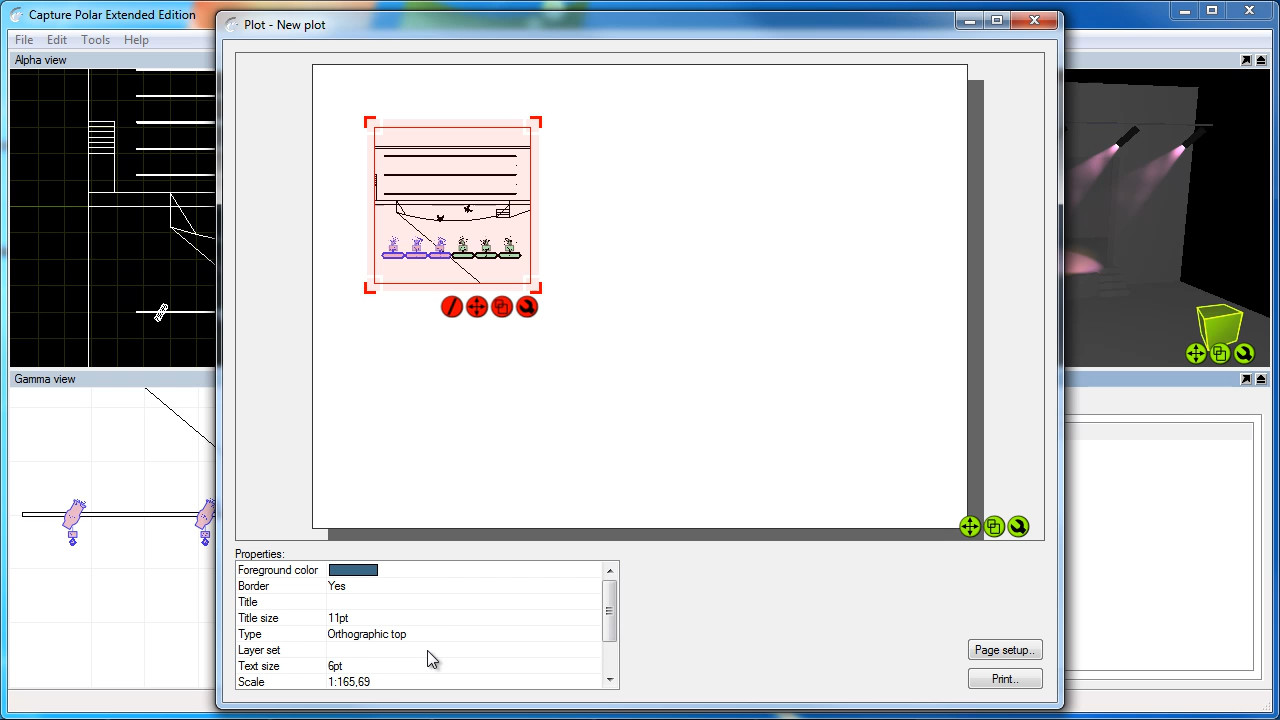 Capture Polar Extended Edition
Plot - New plot
File Edit Tools Help
Alpha view
Gamma view
Properties:
Foreground color
Border Yes
Title
Title size 11pt
Type Orthographic top
Layer set
Text size 6pt
Scale 1:165,69
Page setup..
Print..